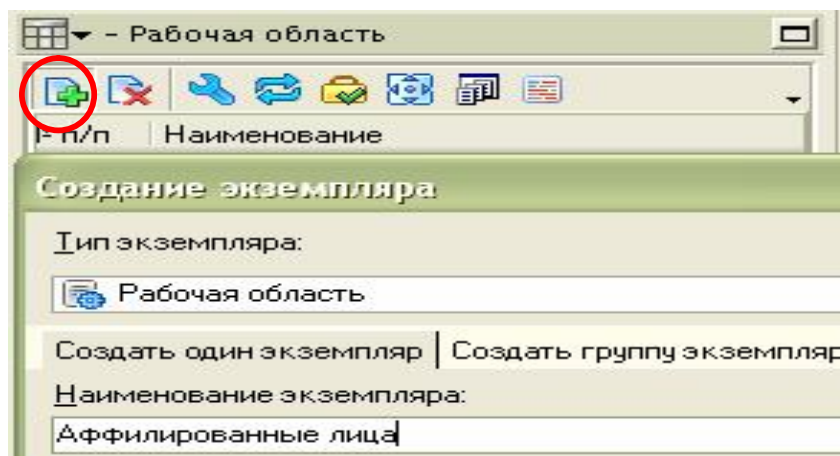 - Рабочая область
п/п Наименование
Создание экземпляра
Тип экземпляра:
Рабочая область
Создать один экземпляр Создать группу экземпляр
Наименование экземпляра:
Аффилированные лица